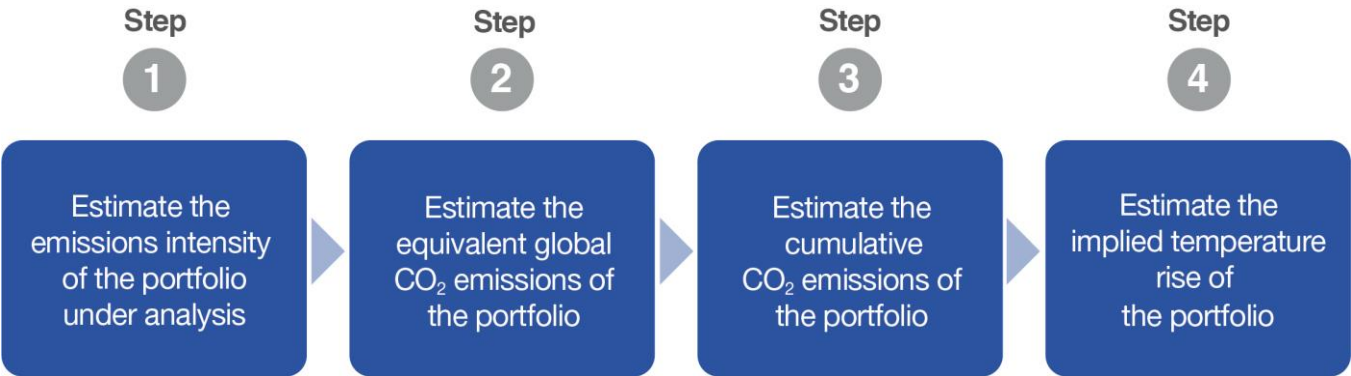 Step
1
Estimate the
emissions intensity
of the portfolio
under analysis
Step
2
Estimate the
equivalent global
CO₂ emissions of
the portfolio
Step
3
Estimate the
cumulative
CO₂ emissions of
the portfolio
Step
4
Estimate the
implied temperature
rise of
the portfolio